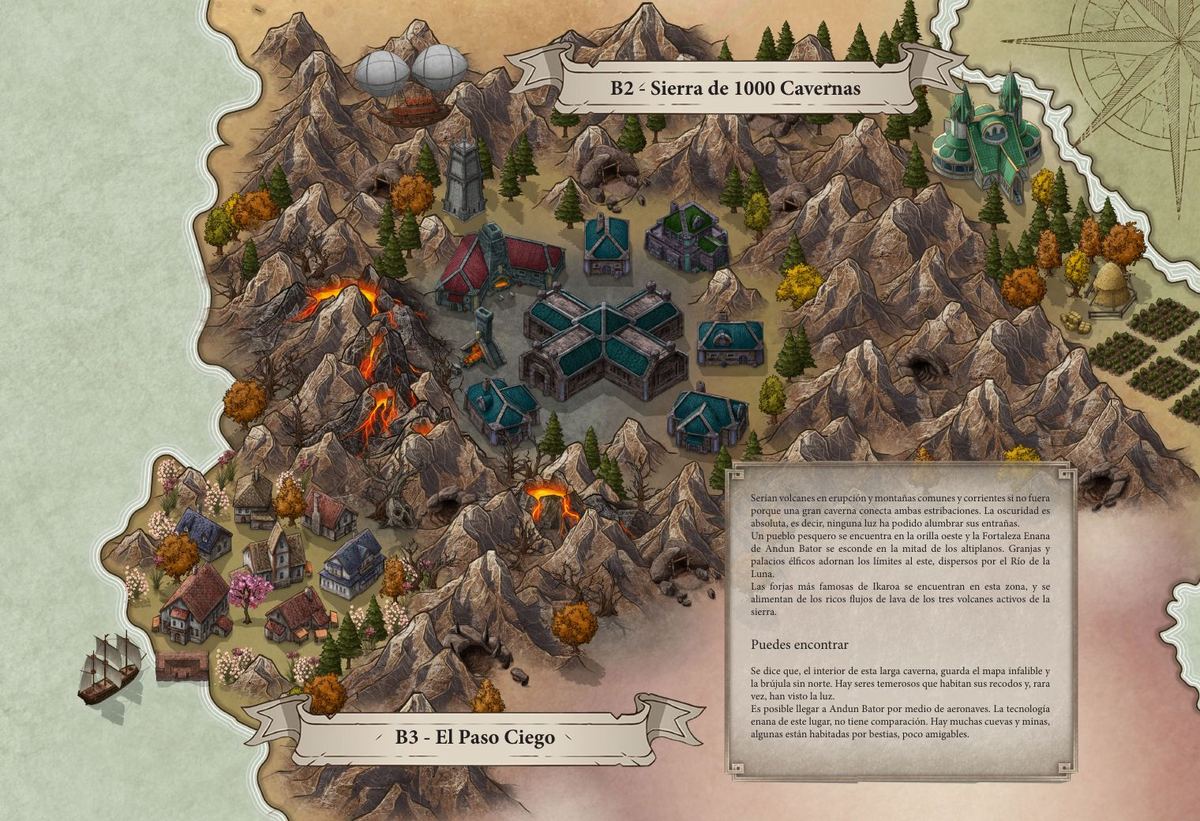 B2 - Sierra de 1000 Cavernas
Serían volcanes en erupción y montañas comunes y corrientes si no fuera
porque una gran caverna conecta ambas estribaciones. La oscuridad es
absoluta, es decir, ninguna luz ha podido alumbrar sus entrañas.
Un pueblo pesquero se encuentra en la orilla oeste y la Fortaleza Enana
de Andun Bator se esconde en la mitad de los altiplanos. Granjas y
palacios élficos adornan los límites al este, dispersos por el Río de la
Luna.
Las forjas más famosas de Ikaroa se encuentran en esta zona, y se
alimentan de los ricos flujos de lava de los tres volcanes activos de la
sierra.
Puedes encontrar
Se dice que, el interior de esta larga caverna, guarda el mapa infalible y
la brújula sin norte. Hay seres temerosos que habitan sus recodos y, rara
vez, han visto la luz.
Es posible llegar a Andun Bator por medio de aeronaves. La tecnología
enana de este lugar, no tiene comparación. Hay muchas cuevas y minas,
algunas están habitadas por bestias, poco amigables.
B3 - El Paso Ciego